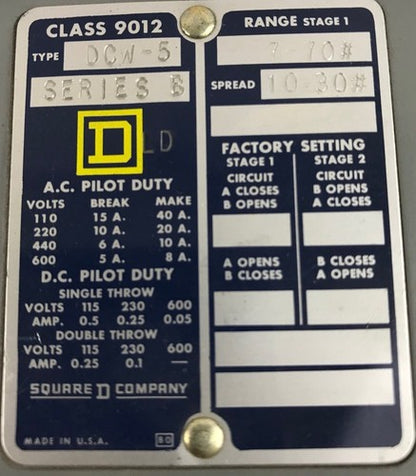 CLASS 9012
TYPE DCW-5
SERIES B
D
LD
A.C. PILOT DUTY
VOLTS BREAK MAKE
110 15 A. 40 A.
220 10 A. 20 A.
440 6 A. 10 A.
600 5 A. 8 A.
D.C. PILOT DUTY
SINGLE THROW
VOLTS 115 230 600
AMP. 0.5 0.25 0.05
DOUBLE THROW
VOLTS 115 230 600
AMP. 0.25 0.1 —
SQUARE D COMPANY
MADE IN U.S.A.
RANGE STAGE 1
-70#
SPREAD 10-30#
FACTORY SETTING
STAGE 1 STAGE 2
CIRCUIT CIRCUIT
A CLOSES B OPENS
B OPENS A CLOSES
A OPENS B CLOSES
B CLOSES A OPENS